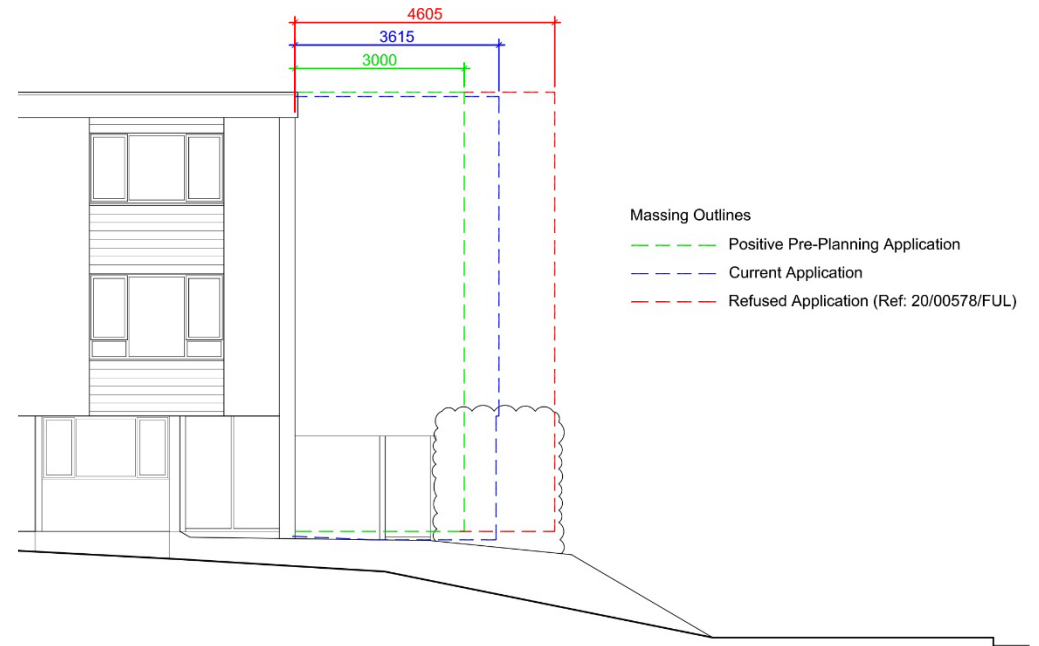 4605
3615
3000
Massing Outlines
Positive Pre-Planning Application
Current Application
Refused Application (Ref: 20/00578/FUL)